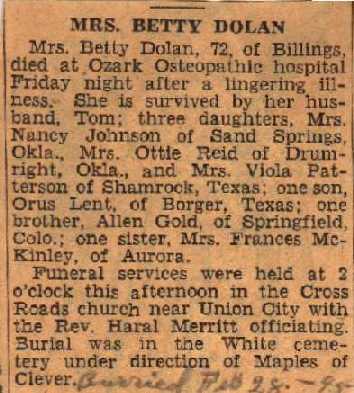 MRS. BETTY DOLAN
Mrs. Betty Dolan, 72, of Billings,
died at Ozark Osteopathic hospital
Friday night after a lingering ill-
ness. She is survived by her hus-
band, Tom; three daughters, Mrs.
Nancy Johnson of Sand Springs,
Okla., Mrs. Ottie Reid of Drum-
right, Okla., and Mrs. Viola Pat-
terson of Shamrock, Texas; one son,
Orus Lent, of Borger, Texas; one
brother, Allen Gold, of Springfield,
Colo.; one sister, Mrs. Frances Mc-
Kinley, of Aurora.
Funeral services were held at 2
o'clock this afternoon in the Cross
Roads church near Union City with
the Rev. Haral Merritt officiating.
Burial was in the White ceme-
tery under direction of Maples of
Clever. Burried Feb 28 -